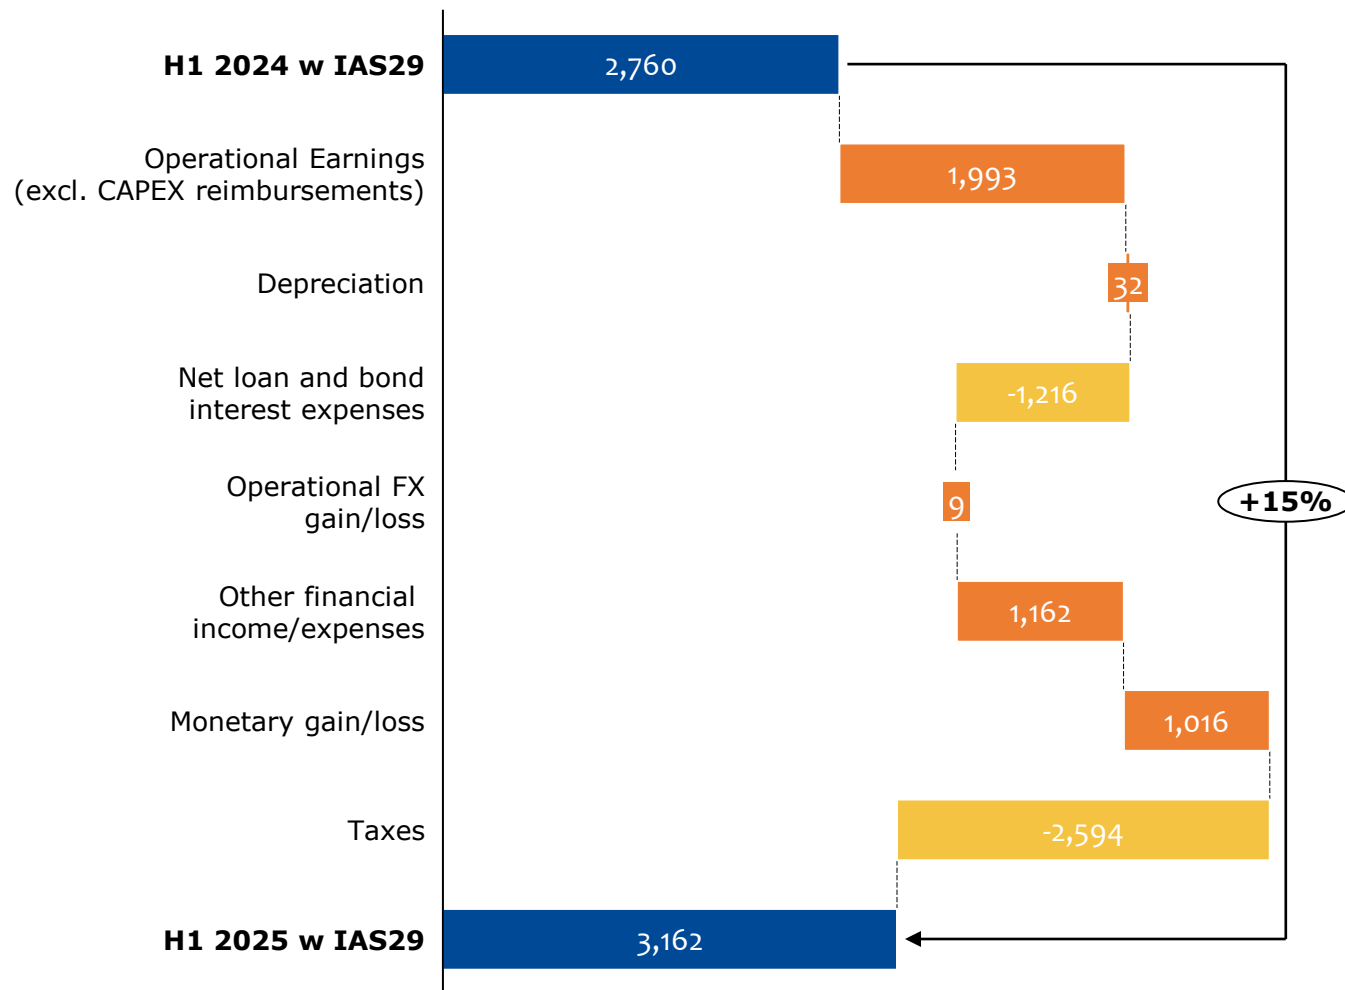 H1 2024 w IAS29
2,760
Operational Earnings
(excl. CAPEX reimbursements)
1,993
Depreciation
32
Net loan and bond
interest expenses
-1,216
Operational FX
gain/loss
9
+15%
Other financial
income/expenses
1,162
Monetary gain/loss
1,016
Taxes
-2,594
H1 2025 w IAS29
3,162